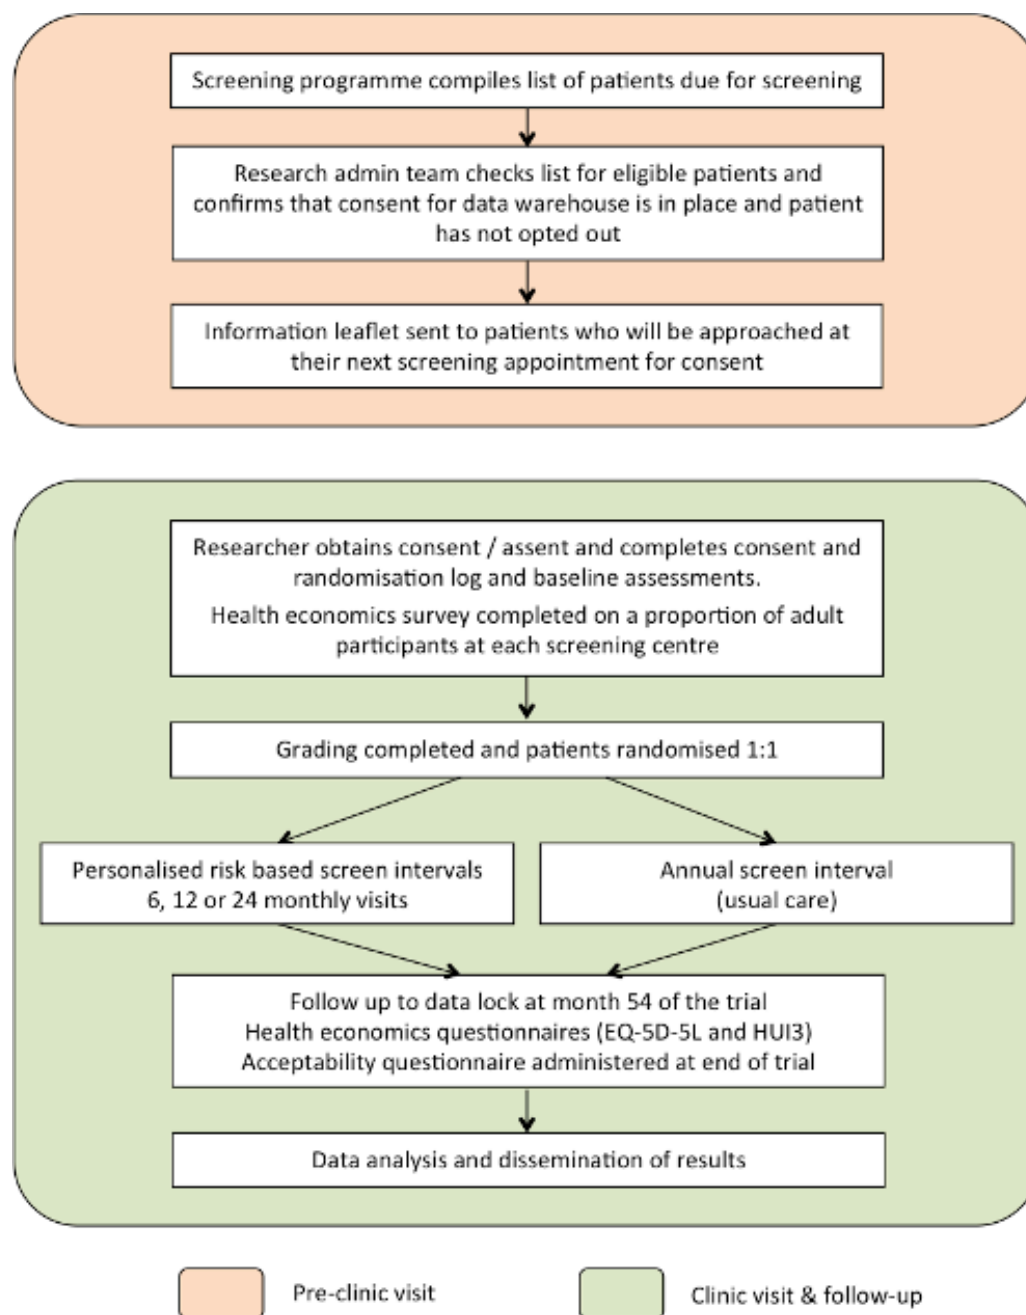 Screening programme compiles list of patients due for screening
Research admin team checks list for eligible patients and
confirms that consent for data warehouse is in place and patient
has not opted out
Information leaflet sent to patients who will be approached at
their next screening appointment for consent
Researcher obtains consent / assent and completes consent and
randomisation log and baseline assessments.
Health economics survey completed on a proportion of adult
participants at each screening centre
Grading completed and patients randomised 1:1
Personalised risk based screen intervals
6, 12 or 24 monthly visits
Annual screen interval
(usual care)
Follow up to data lock at month 54 of the trial
Health economics questionnaires (EQ-5D-5L and HUI3)
Acceptability questionnaire administered at end of trial
Data analysis and dissemination of results
Pre-clinic visit
Clinic visit & follow-up